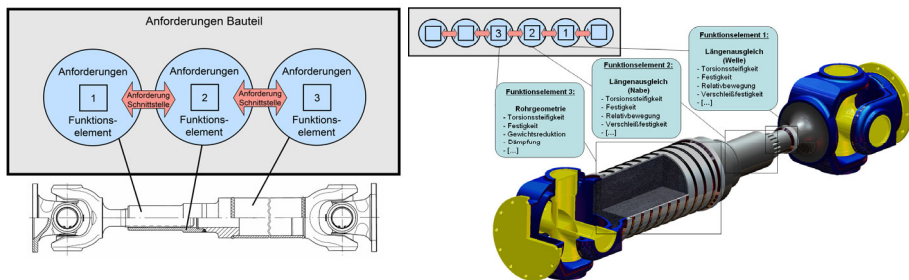 Anforderungen Bauteil
Anforderungen
1
Funktions-
element
Anforderung
Schnittstelle
Anforderungen
2
Funktions-
element
Anforderung
Schnittstelle
Anforderungen
3
Funktions-
element
3
2
1
Funktionselement 1:
Längenausgleich
(Welle)
- Torsionssteifigkeit
- Festigkeit
- Relativbewegung
- Verschleißfestigkeit
- [...]
Funktionselement 2:
Längenausgleich
(Nabe)
- Torsionssteifigkeit
- Festigkeit
- Relativbewegung
- Verschleißfestigkeit
- [...]
Funktionselement 3:
Rohrgeometrie
- Torsionssteifigkeit
- Festigkeit
- Gewichtsreduktion
- Dämpfung
- [...]